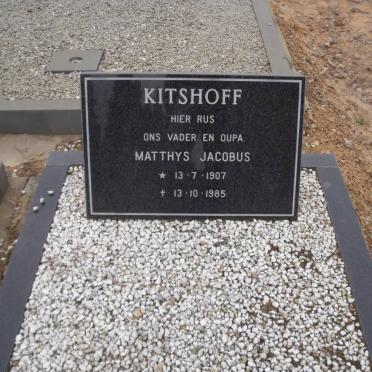 KITSHOFF
HIER RUS
ONS VADER EN OUPA
MATTHYS JACOBUS
★ 13·7·1907
✝ 13·10·1985